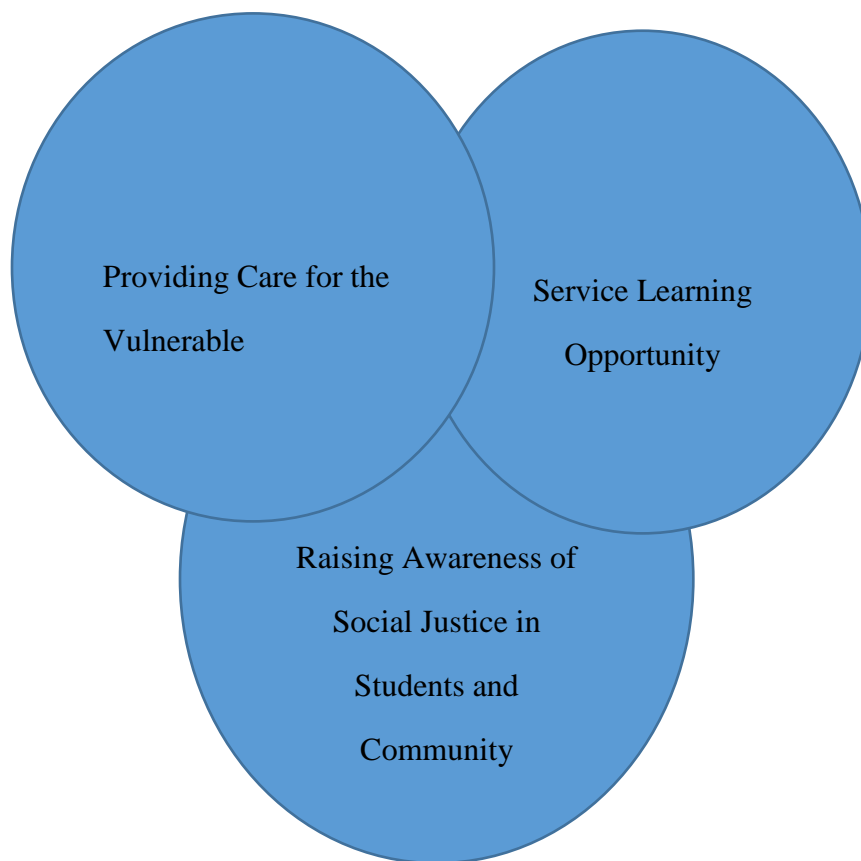 Providing Care for the
Vulnerable
Service Learning
Opportunity
Raising Awareness of
Social Justice in
Students and
Community